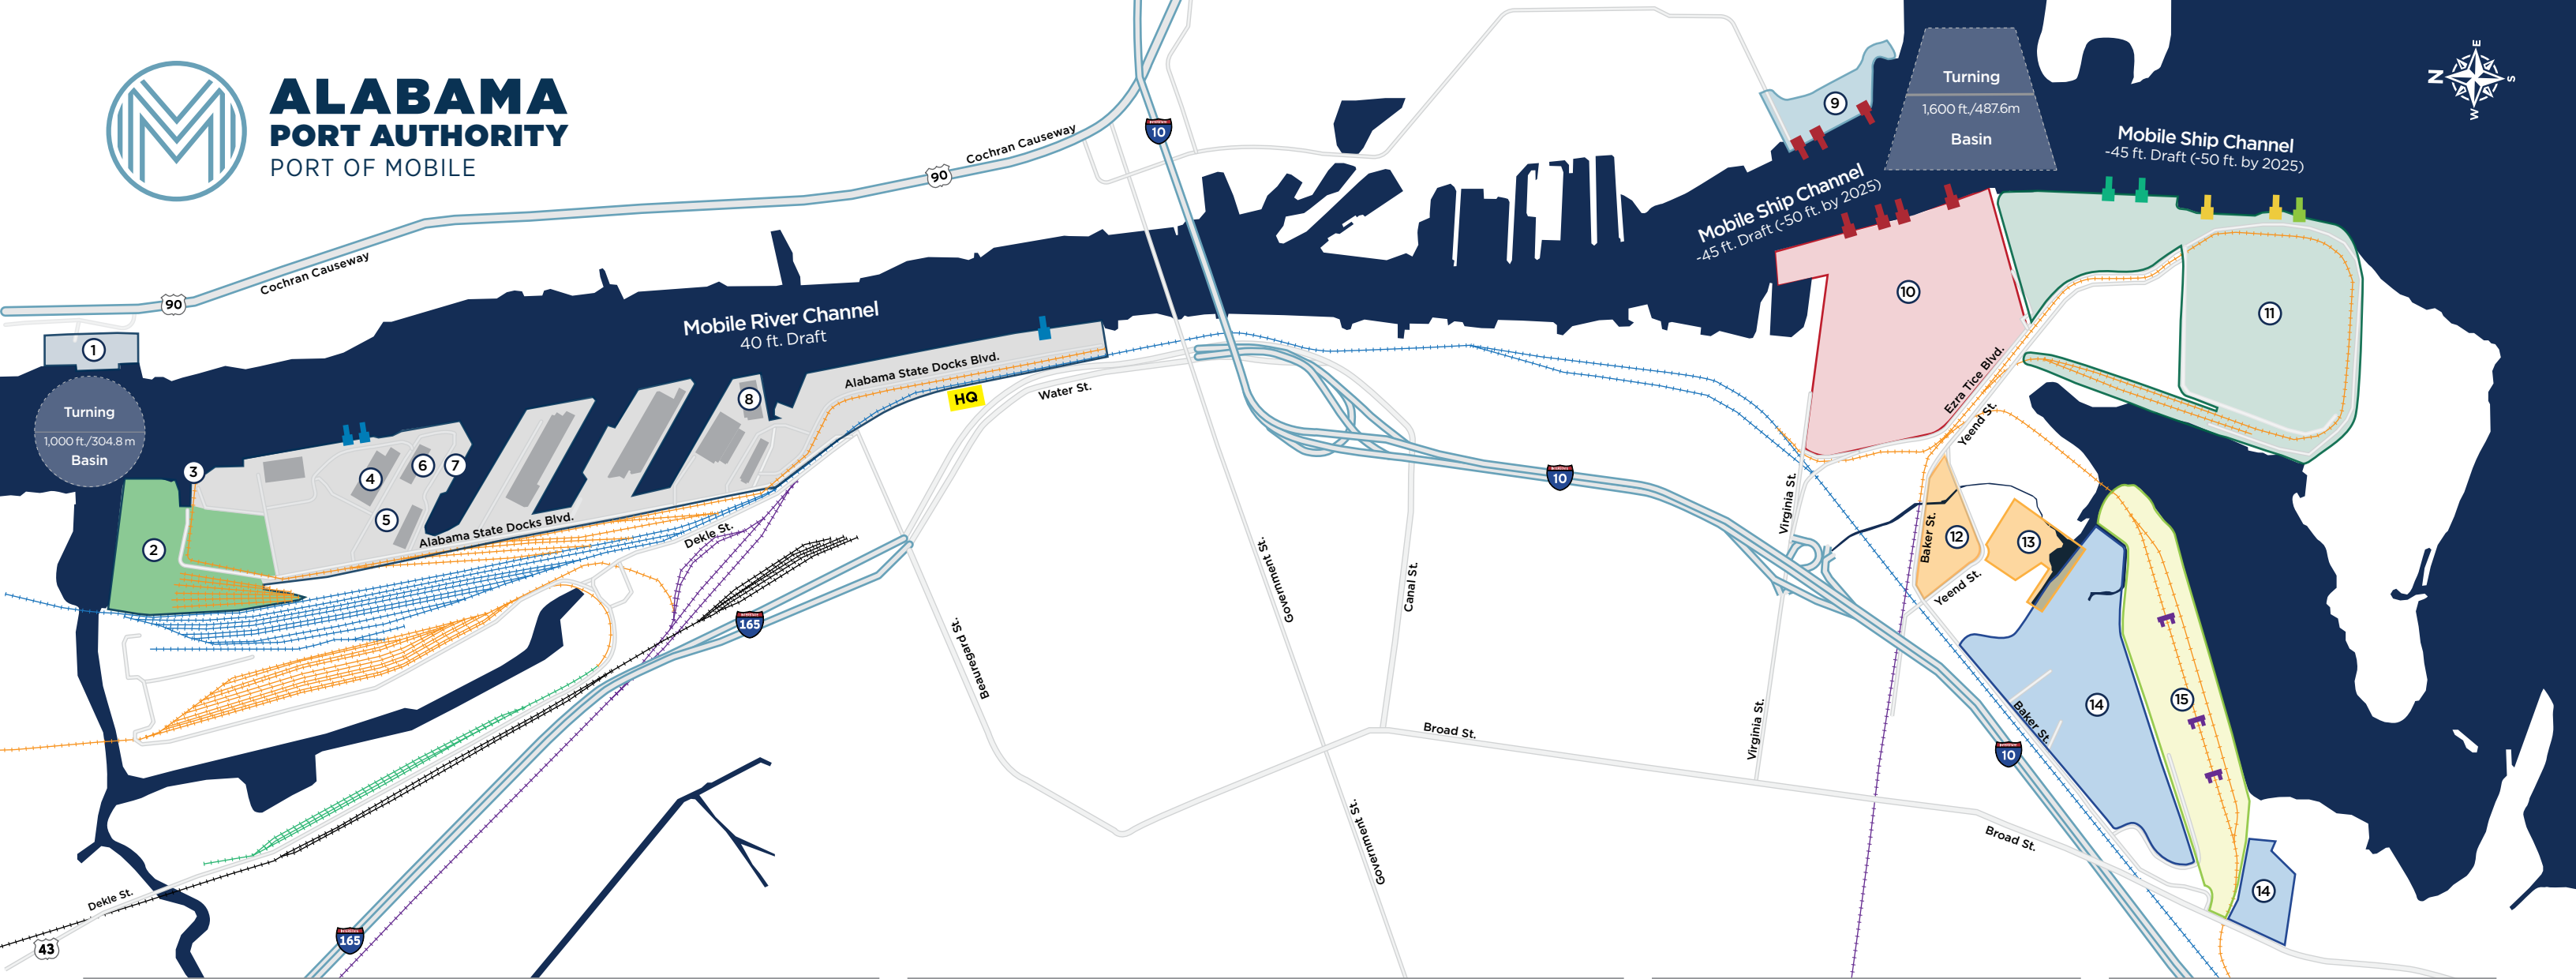 ALABAMA
PORT AUTHORITY
PORT OF MOBILE
10
Cochran Causeway
90
Cochran Causeway
90
9
Turning
1,600 ft./487.6m
Basin
Mobile Ship Channel
-45 ft. Draft (-50 ft. by 2025)
N
E
S
W
Mobile Ship Channel
-45 ft. Draft (-50 ft. by 2025)
10
11
1
Mobile River Channel
40 ft. Draft
Turning
1,000 ft./304.8 m
Basin
Alabama State Docks Blvd.
HQ
Water St.
8
3
4
6
7
5
2
Alabama State Docks Blvd.
Dekle St.
165
Beauregard St.
Government St.
Canal St.
10
Virginia St.
Ezra Tice Blvd.
Yeend St.
Baker St.
12
13
Yeend St.
14
15
Baker St.
10
Broad St.
Virginia St.
Broad St.
14
Government St.
Dekle St.
43
165